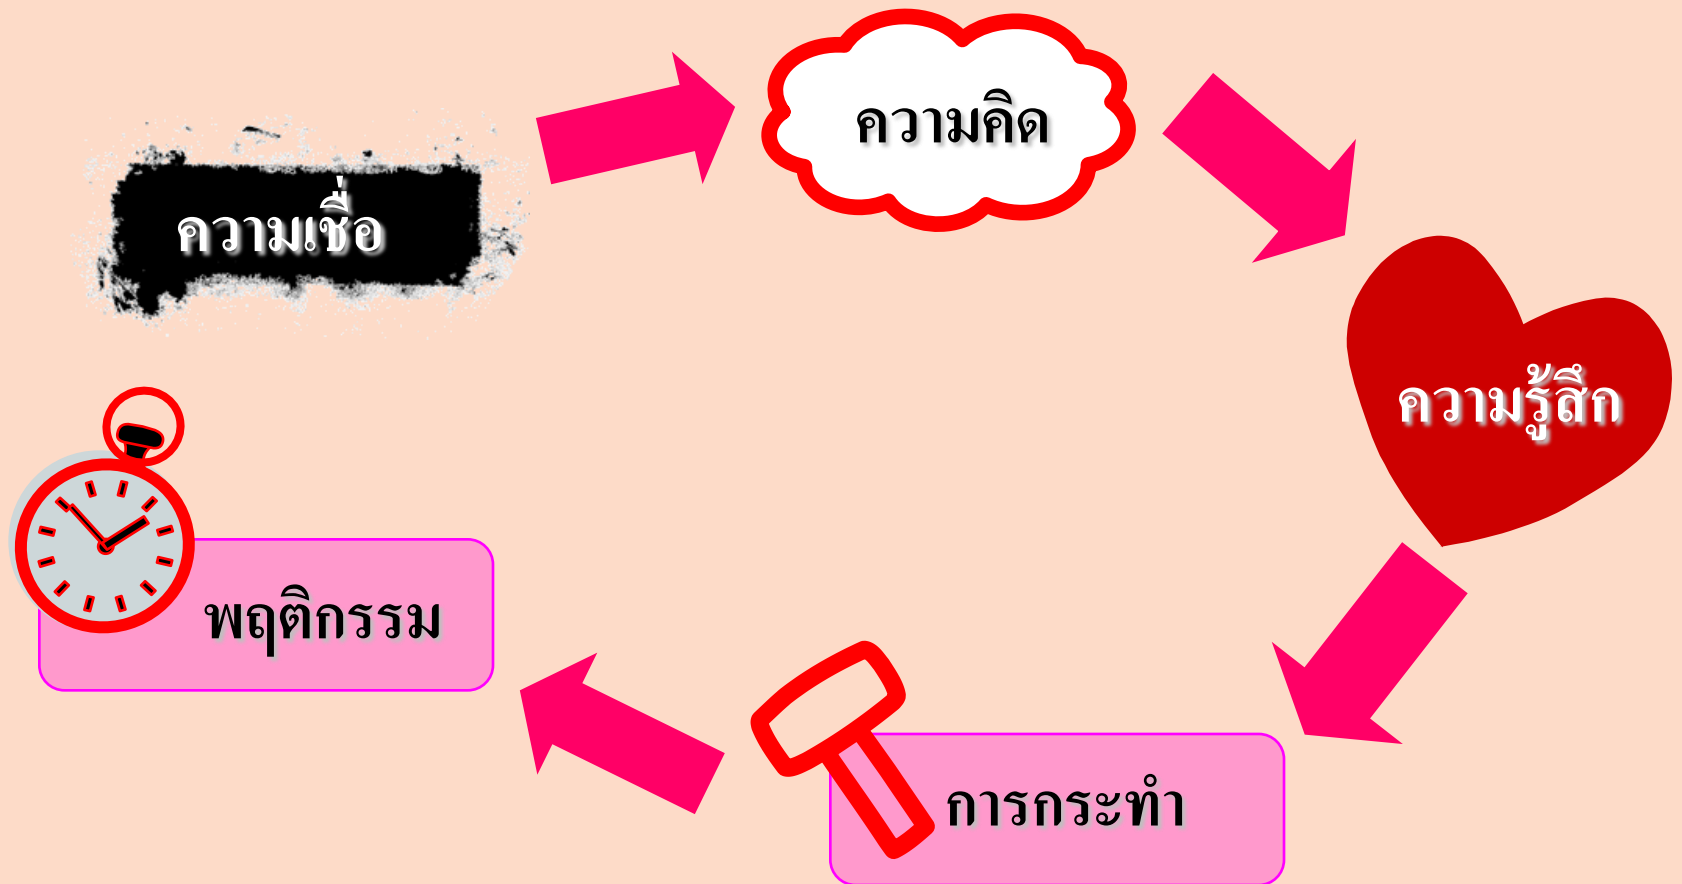 ความเชื่อ
ความคิด
ความรู้สึก
การกระทำ
พฤติกรรม